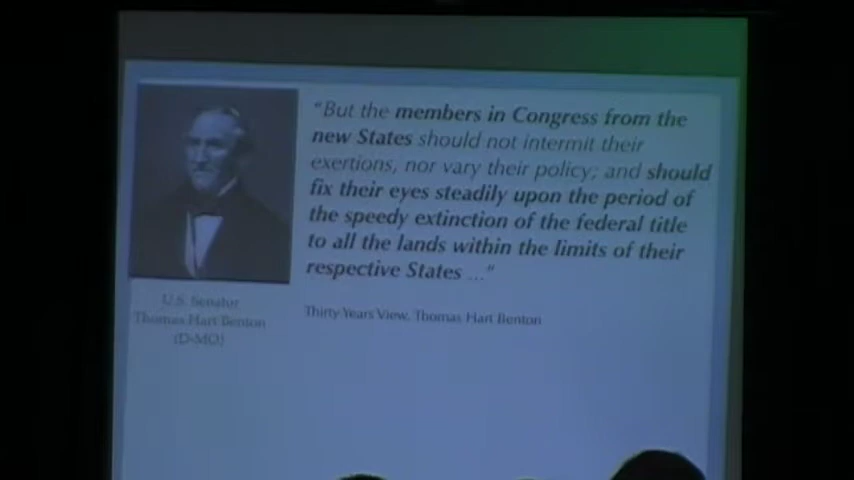 "But the members in Congress from the
new States should not intermit their
exertions, nor vary their policy; and should
fix their eyes steadily upon the period of
the speedy extinction of the federal title
to all the lands within the limits of their
respective States ..."
Thirty Years View, Thomas Hart Benton
U.S. Senator
Thomas Hart Benton
(D-MO)